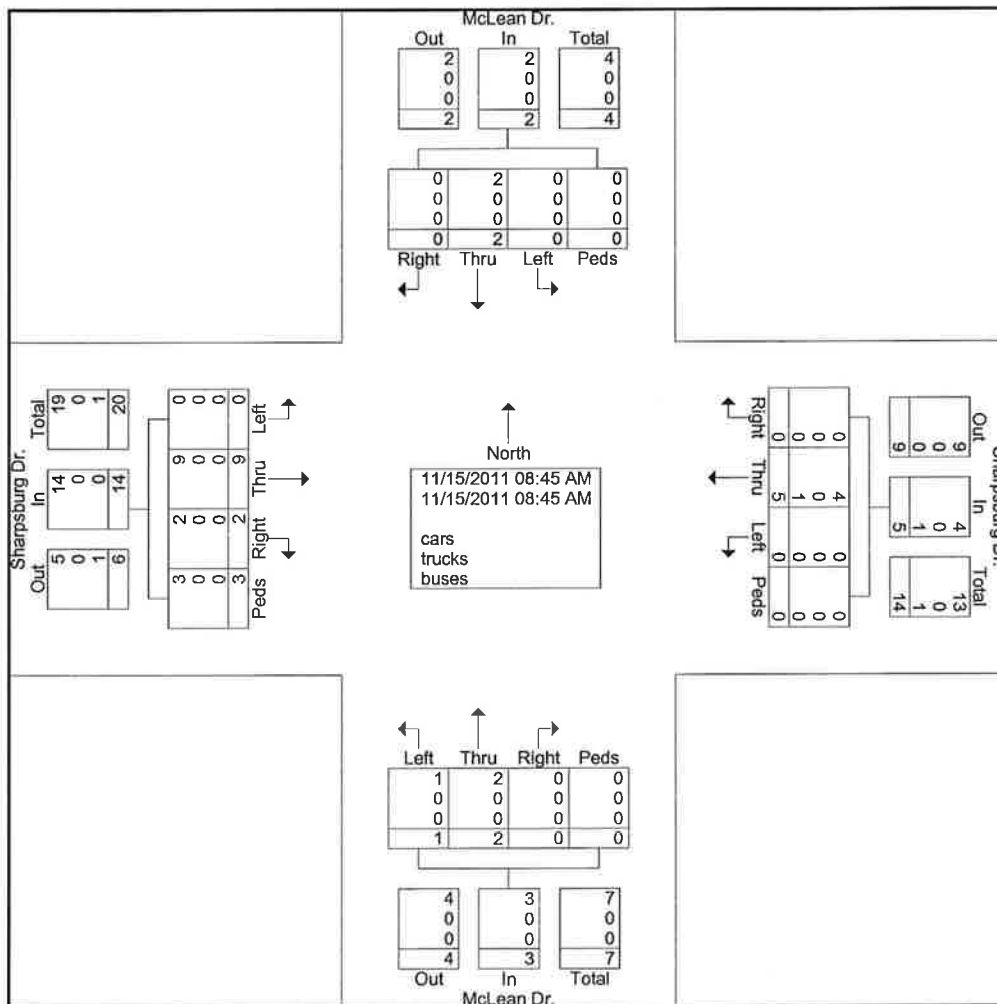 McLean Dr.
Out In Total
2 2 4
0 0 0
0 0 0
2 2 4
0 2 0 0
0 0 0 0
0 0 0 0
0 2 0 0
Right Thru Left Peds
Sharpsburg Dr.
Total In Out
19 14 5
0 0 0
1 0 1
20 14 6
0 9 2 3
0 0 0 0
0 0 0 0
0 9 2 3
Left Thru Right Peds
North
11/15/2011 08:45 AM
11/15/2011 08:45 AM
cars
trucks
buses
Right Thru Left Peds
0 5 0 0
0 1 0 0
0 0 0 0
0 4 0 0
Out In Total
9 5 14
0 1 1
0 0 0
9 4 13
Sharpsburg Dr.
Left Thru Right Peds
1 2 0 0
0 0 0 0
0 0 0 0
1 2 0 0
4 3 7
0 0 0
0 0 0
4 3 7
Out In Total
McLean Dr.